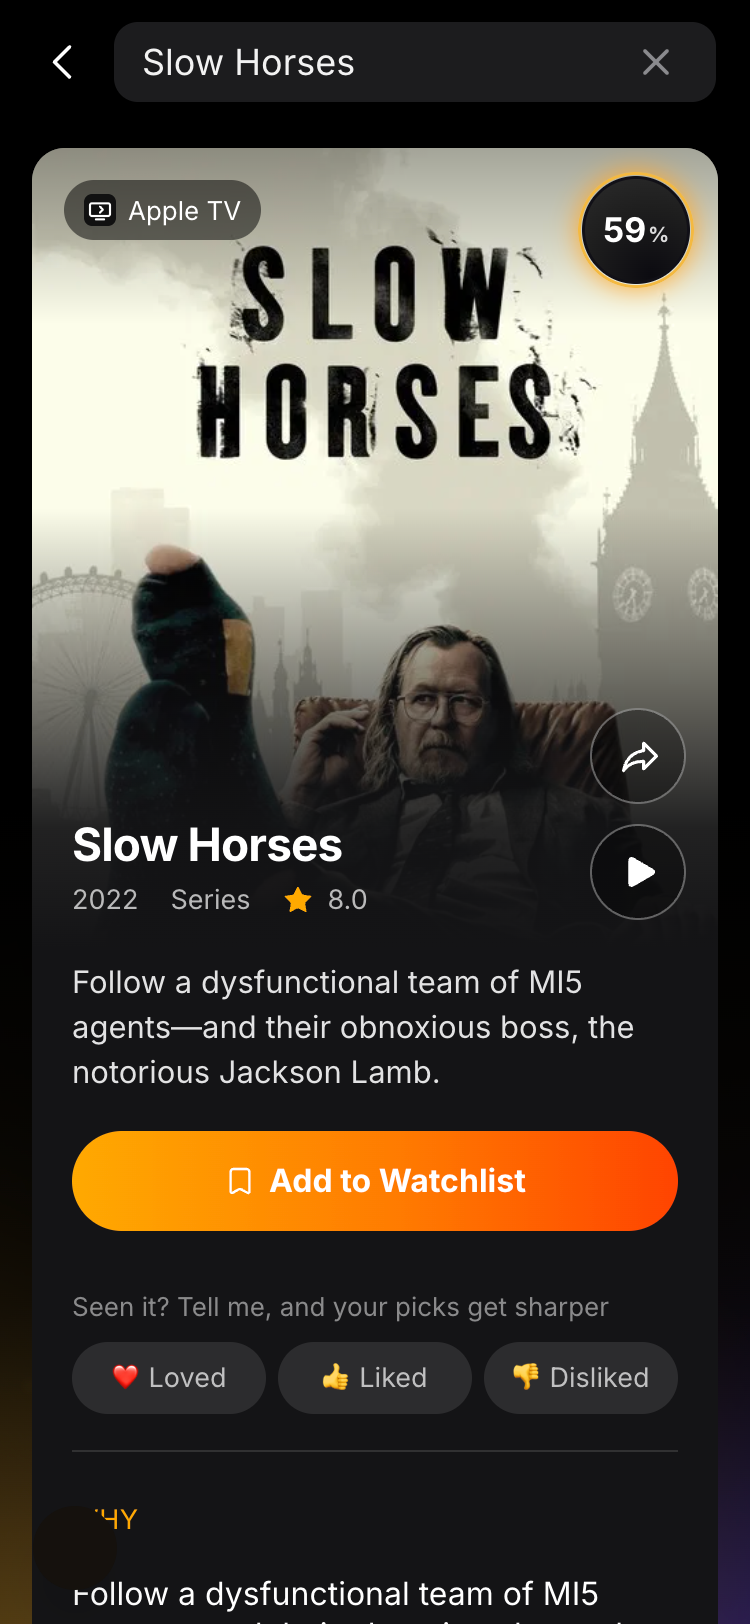 Slow Horses
Apple TV
59%
SLOW
HORSES
Slow Horses
2022 Series 8.0
Follow a dysfunctional team of MI5
agents—and their obnoxious boss, the
notorious Jackson Lamb.
Add to Watchlist
Seen it? Tell me, and your picks get sharper
❤️ Loved 👍 Liked 👎 Disliked
Follow a dysfunctional team of MI5